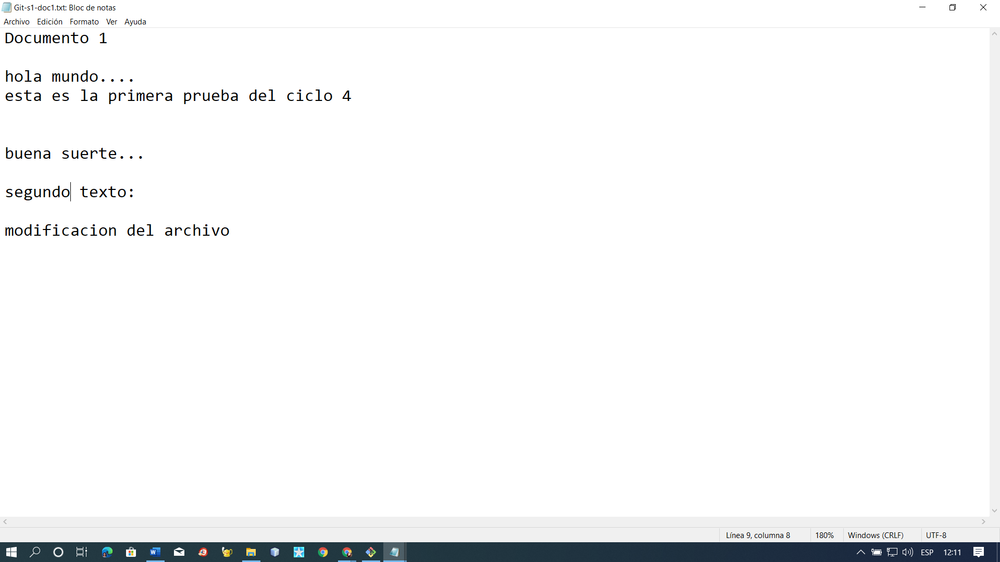 Git-s1-doc1.txt: Bloc de notas
Archivo Edición Formato Ver Ayuda
Documento 1
hola mundo....
esta es la primera prueba del ciclo 4
buena suerte...
segundo texto:
modificacion del archivo
Línea 9, columna 8 180% Windows (CRLF) UTF-8
ESP 12:11